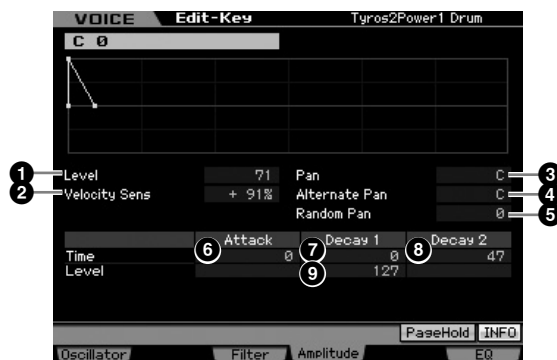 VOICE Edit-Key Tyros2Power1 Drum
C 0
1 Level 71 Pan C 3
2 Velocity Sens + 91% Alternate Pan C 4
Random Pan 0 5
6 Attack 7 Decay 1 8 Decay 2
Time 0 0 47
Level 9 127
PageHold INFO
Oscillator Filter Amplitude EQ